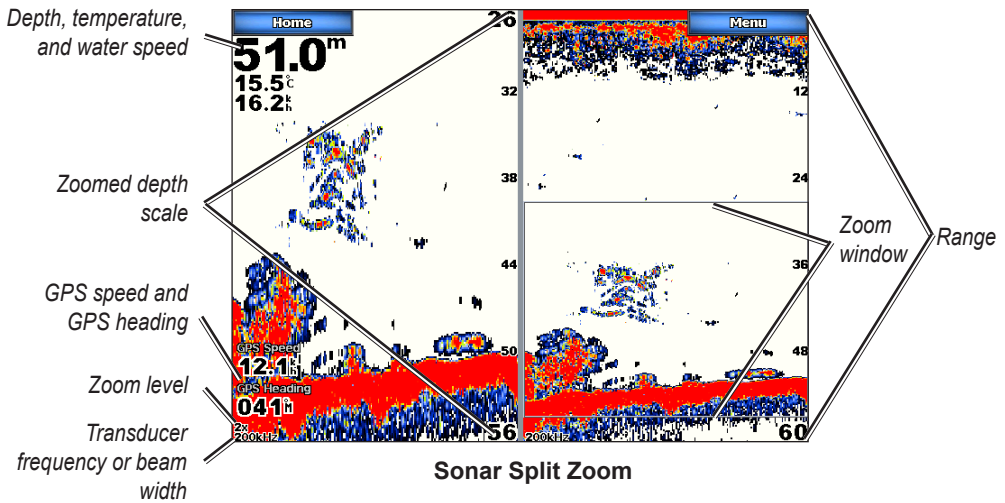 Depth, temperature,
and water speed
Zoomed depth
scale
GPS speed and
GPS heading
Zoom level
Transducer
frequency or beam
width
Home
51.0 m
15.5 °C
16.2 k/h
26
32
38
44
50
56
GPS Speed
12.1 k/h
GPS Heading
041°M
2x
200kHz
Menu
12
24
36
48
60
200kHz
Zoom
window
Range
Sonar Split Zoom